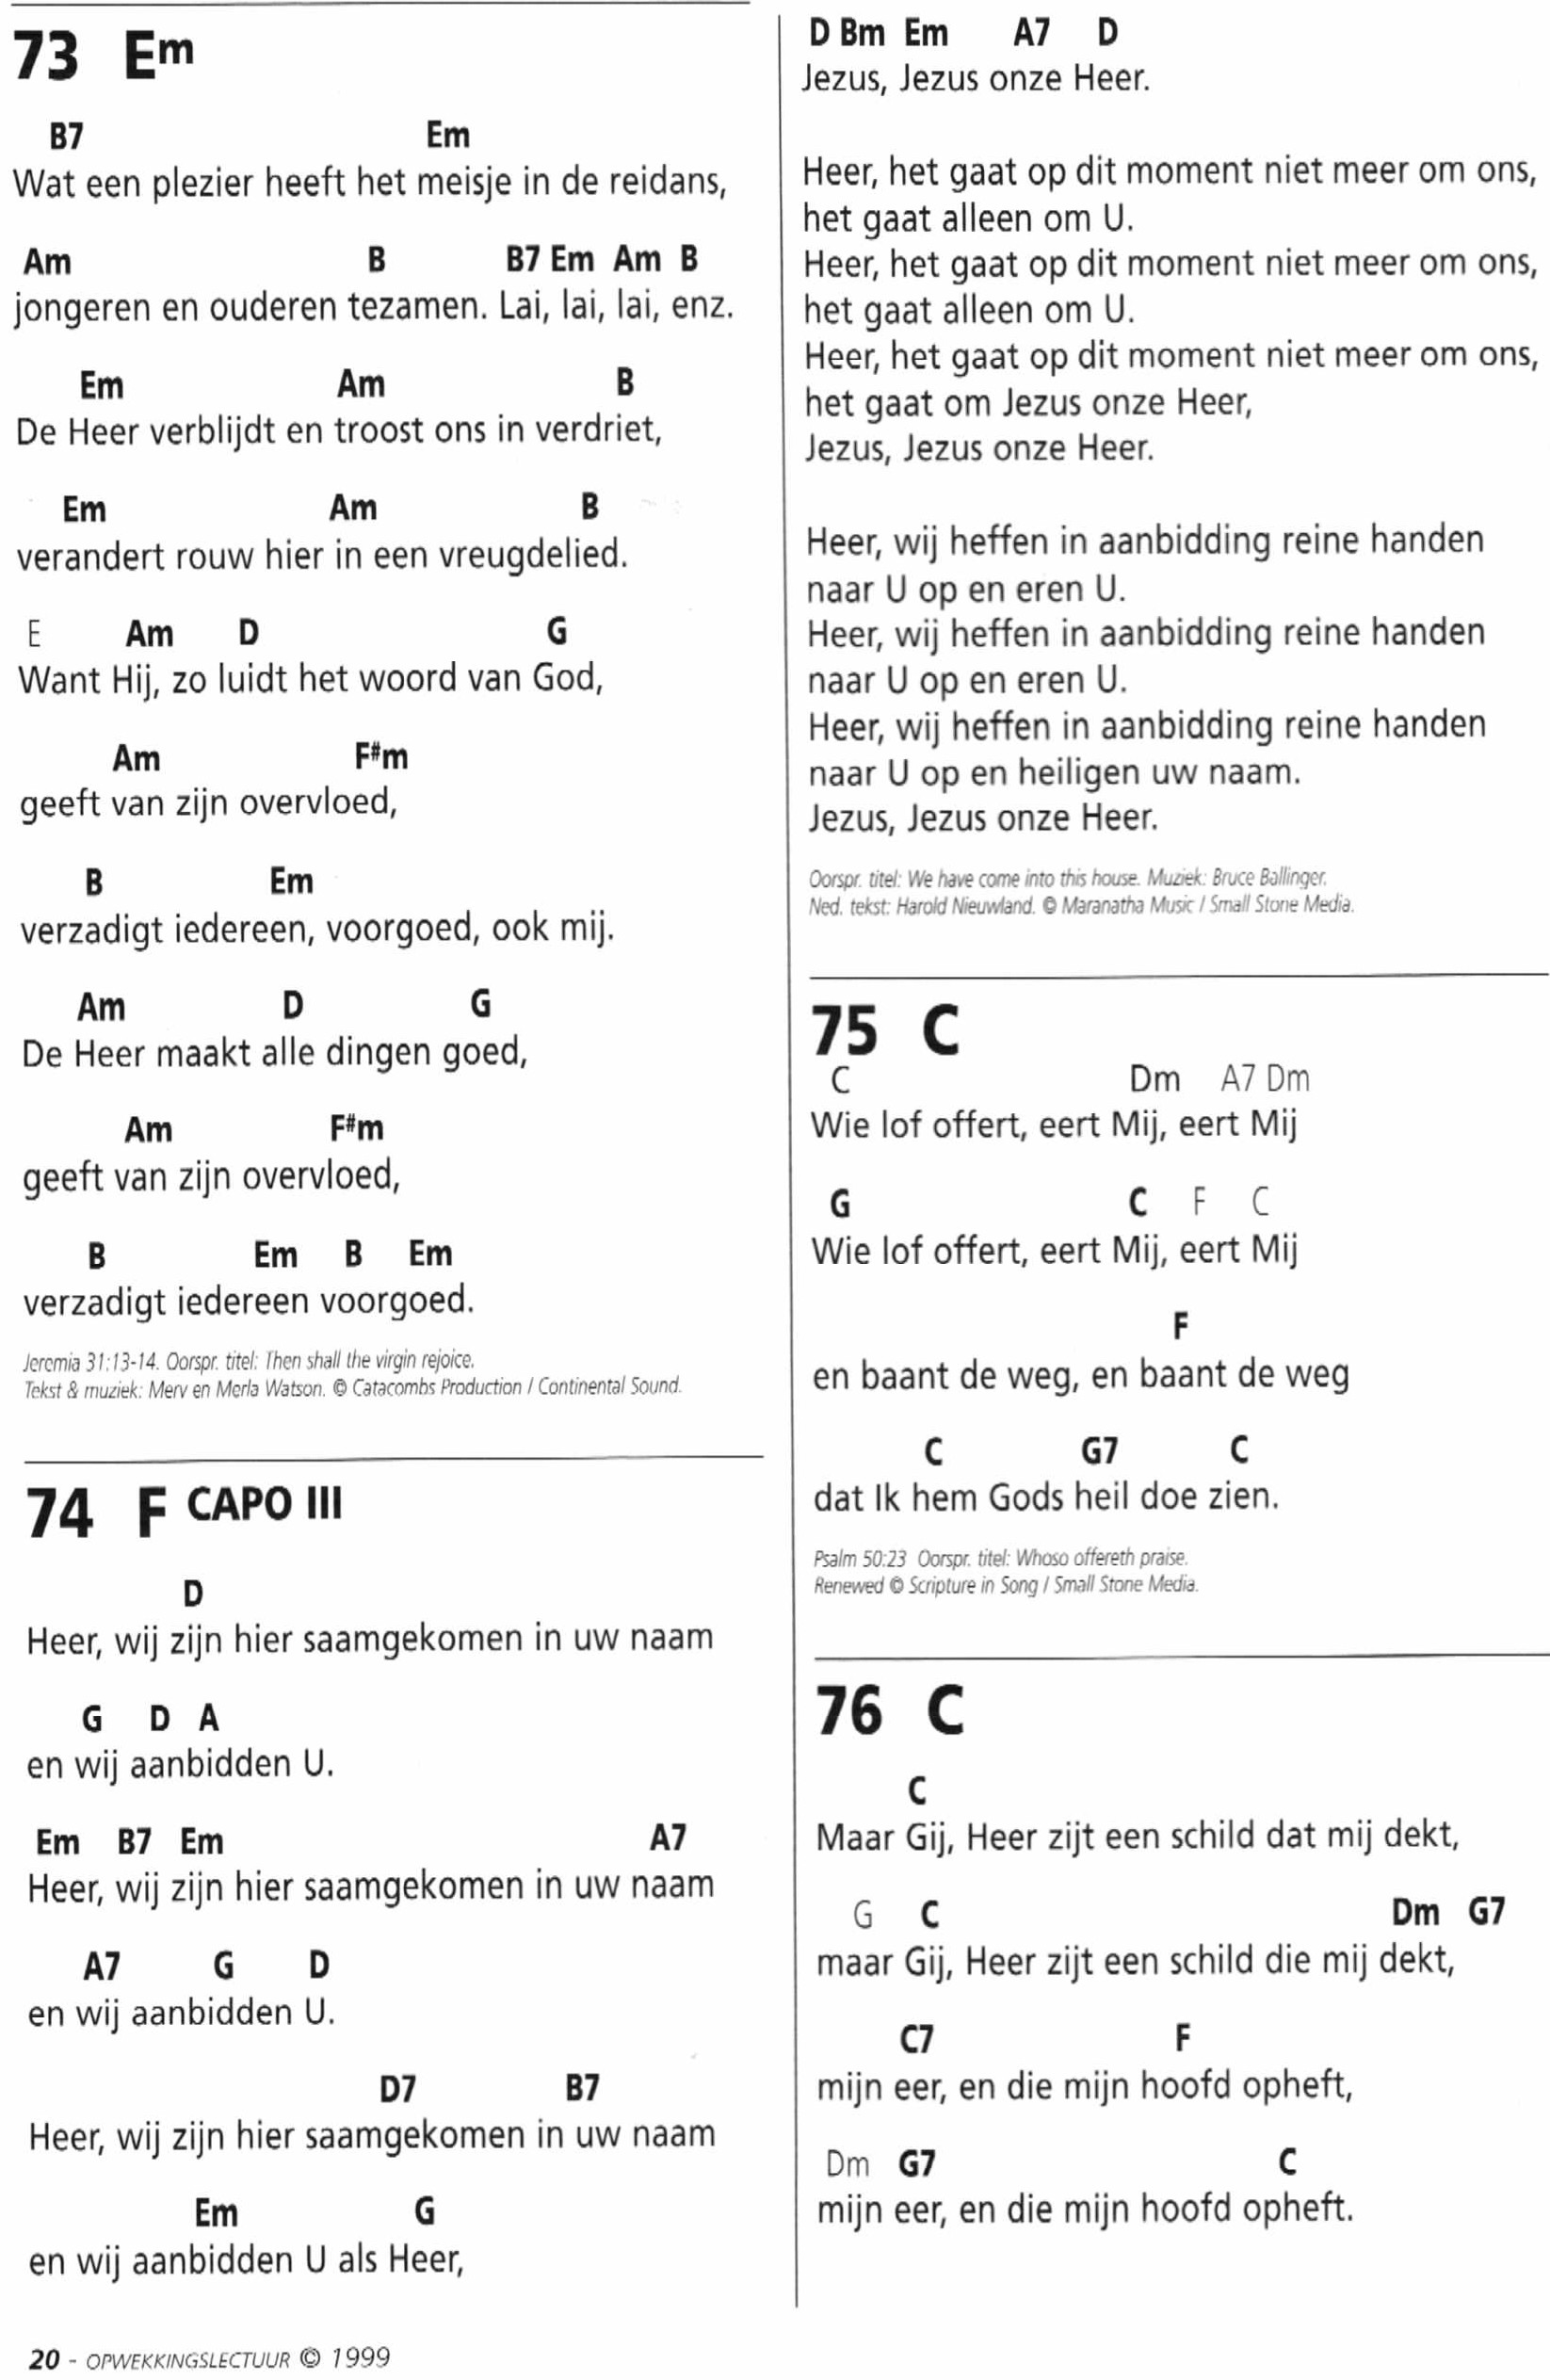 73 Em
B7 Em
Wat een plezier heeft het meisje in de reidans,
Am B B7 Em Am B
jongeren en ouderen tezamen. Lai, lai, lai, enz.
Em Am B
De Heer verblijdt en troost ons in verdriet,
Em Am B
verandert rouw hier in een vreugdelied.
E Am D G
Want Hij, zo luidt het woord van God,
Am F#m
geeft van zijn overvloed,
B Em
verzadigt iedereen, voorgoed, ook mij.
Am D G
De Heer maakt alle dingen goed,
Am F#m
geeft van zijn overvloed,
B Em B Em
verzadigt iedereen voorgoed.
Jeremia 31:13-14. Oorspr. titel: Then shall the virgin rejoice.
Tekst & muziek: Merv en Merla Watson. © Catacombs Production / Continental Sound.
74 F CAPO III
D
Heer, wij zijn hier saamgekomen in uw naam
G D A
en wij aanbidden U.
Em B7 Em A7
Heer, wij zijn hier saamgekomen in uw naam
A7 G D
en wij aanbidden U.
D7 B7
Heer, wij zijn hier saamgekomen in uw naam
Em G
en wij aanbidden U als Heer,
D Bm Em A7 D
Jezus, Jezus onze Heer.
Heer, het gaat op dit moment niet meer om ons,
het gaat alleen om U.
Heer, het gaat op dit moment niet meer om ons,
het gaat alleen om U.
Heer, het gaat op dit moment niet meer om ons,
het gaat om Jezus onze Heer,
Jezus, Jezus onze Heer.
Heer, wij heffen in aanbidding reine handen
naar U op en eren U.
Heer, wij heffen in aanbidding reine handen
naar U op en eren U.
Heer, wij heffen in aanbidding reine handen
naar U op en heiligen uw naam.
Jezus, Jezus onze Heer.
Oorspr. titel: We have come into this house. Muziek: Bruce Ballinger.
Ned. tekst: Harold Nieuwland. © Maranatha Music / Small Stone Media.
75 C
C Dm A7 Dm
Wie lof offert, eert Mij, eert Mij
G C F C
Wie lof offert, eert Mij, eert Mij
F
en baant de weg, en baant de weg
C G7 C
dat Ik hem Gods heil doe zien.
Psalm 50:23 Oorspr. titel: Whoso offereth praise.
Renewed © Scripture in Song / Small Stone Media.
76 C
C
Maar Gij, Heer zijt een schild dat mij dekt,
G C Dm G7
maar Gij, Heer zijt een schild die mij dekt,
C7 F
mijn eer, en die mijn hoofd opheft,
Dm G7 C
mijn eer, en die mijn hoofd opheft.
20 - OPWEKKINGSLECTUUR © 1999